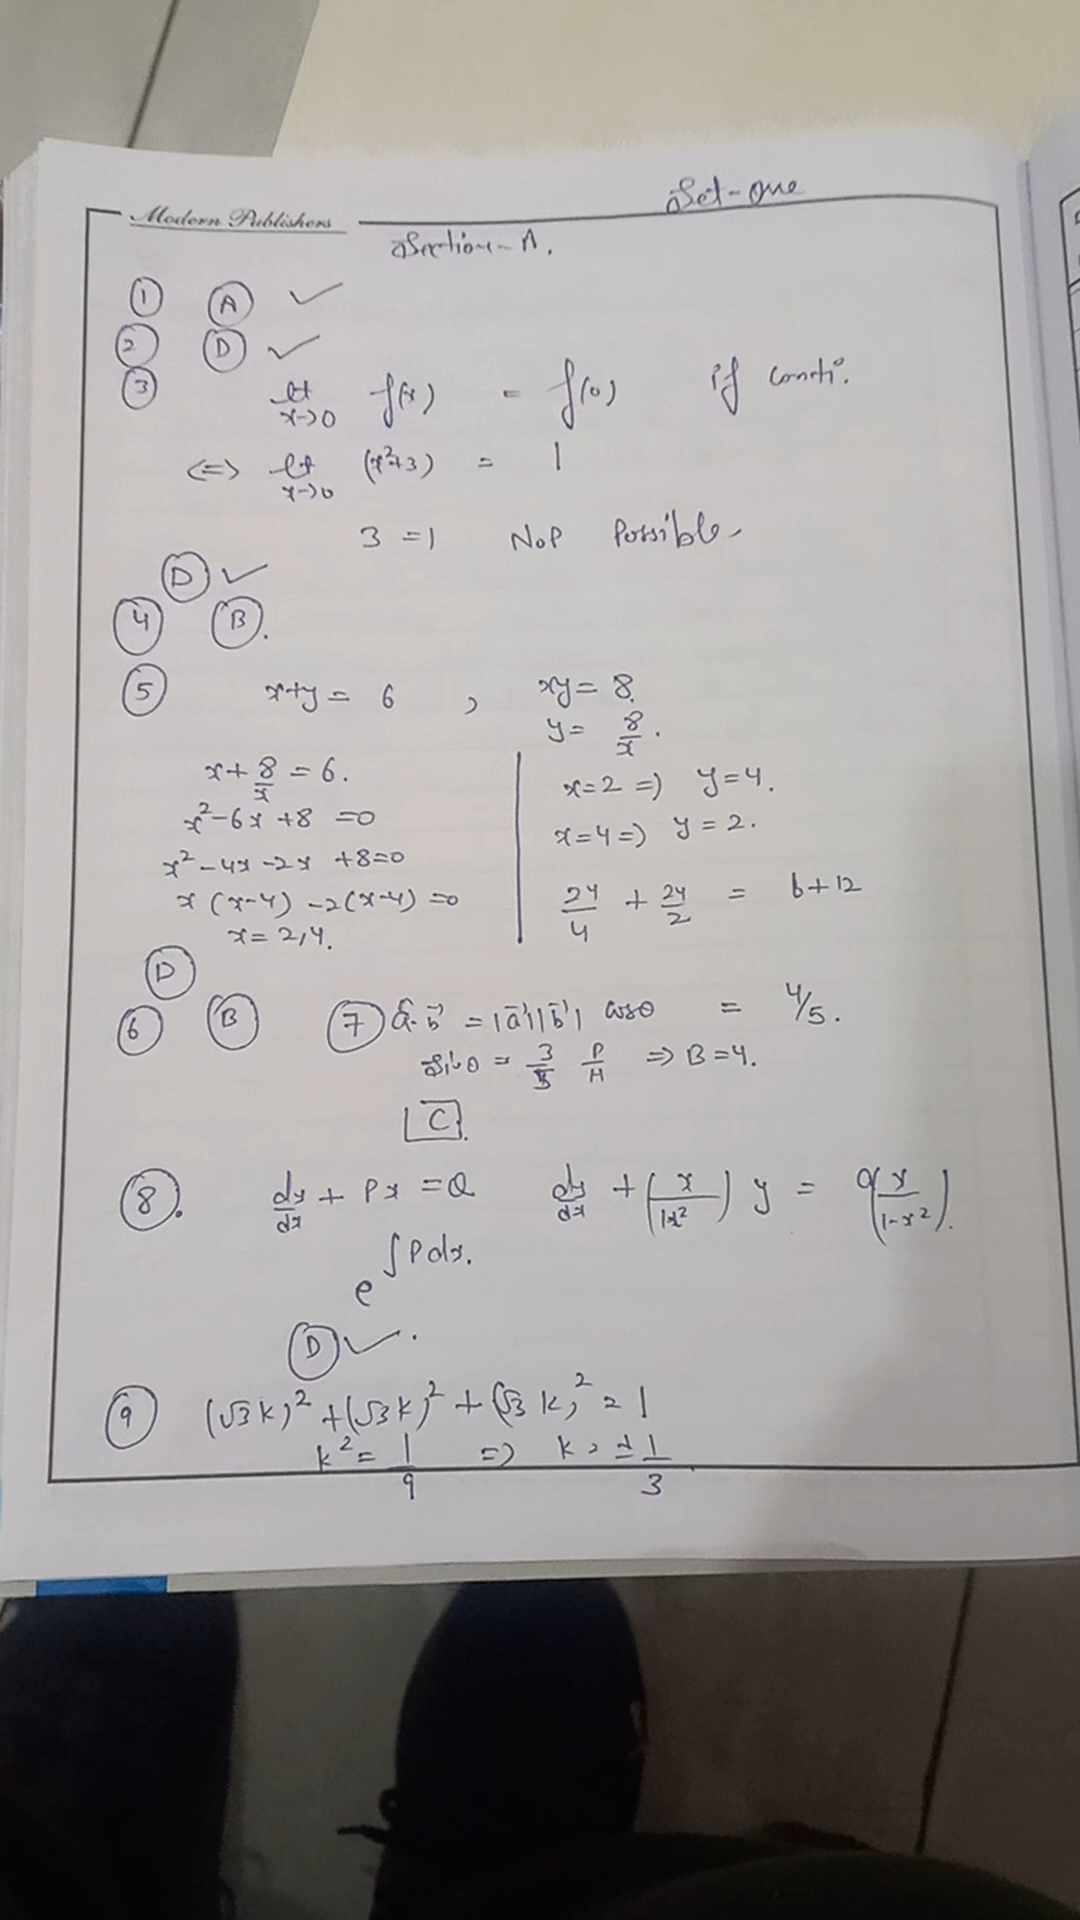 Set-one
Modern Publishers
Section-A.
① Ⓐ ✓
② Ⓓ ✓
③ lt x→0 f(x) = f(0) if conti.
<=> lt x→0 (x²+3) = 1
3 = 1 Not Possible.
Ⓓ ✓
④ Ⓑ.
⑤ x+y = 6 , xy = 8.
y = 8/x .
x + 8/x = 6.
x² - 6x + 8 = 0
x² - 4x - 2x + 8 = 0
x (x-4) - 2(x-4) = 0
x = 2,4.
x=2 => y=4.
x=4 => y=2.
24/4 + 24/2 = 6+12
Ⓓ
⑥ Ⓑ ⑦ a⃗.b⃗ = |a⃗||b⃗| cosθ = 4/5.
Sinθ = 3/5 P/H => B=4.
C.
⑧. dy/dx + Px = Q dy/dx + (x/1-x²) y = a(x/1-x²).
e^∫Pdx.
Ⓓ ✓.
⑨ (√3k)² + (√3k)² + (√3k)² = 1
k² = 1/9 => k = ±1/3